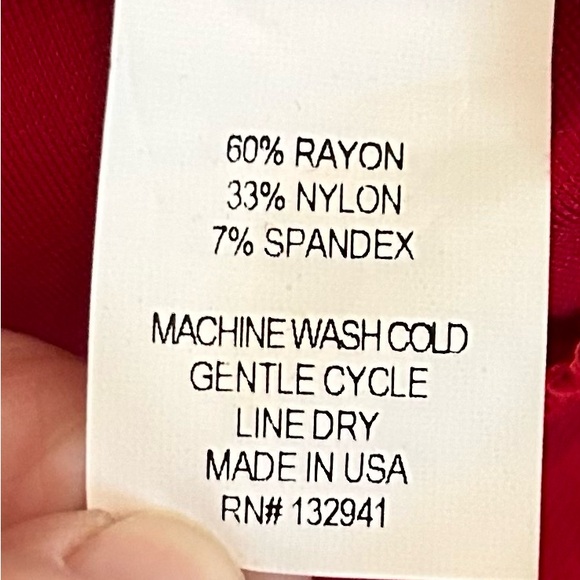 60% RAYON
33% NYLON
7% SPANDEX
MACHINE WASH COLD
GENTLE CYCLE
LINE DRY
MADE IN USA
RN# 132941